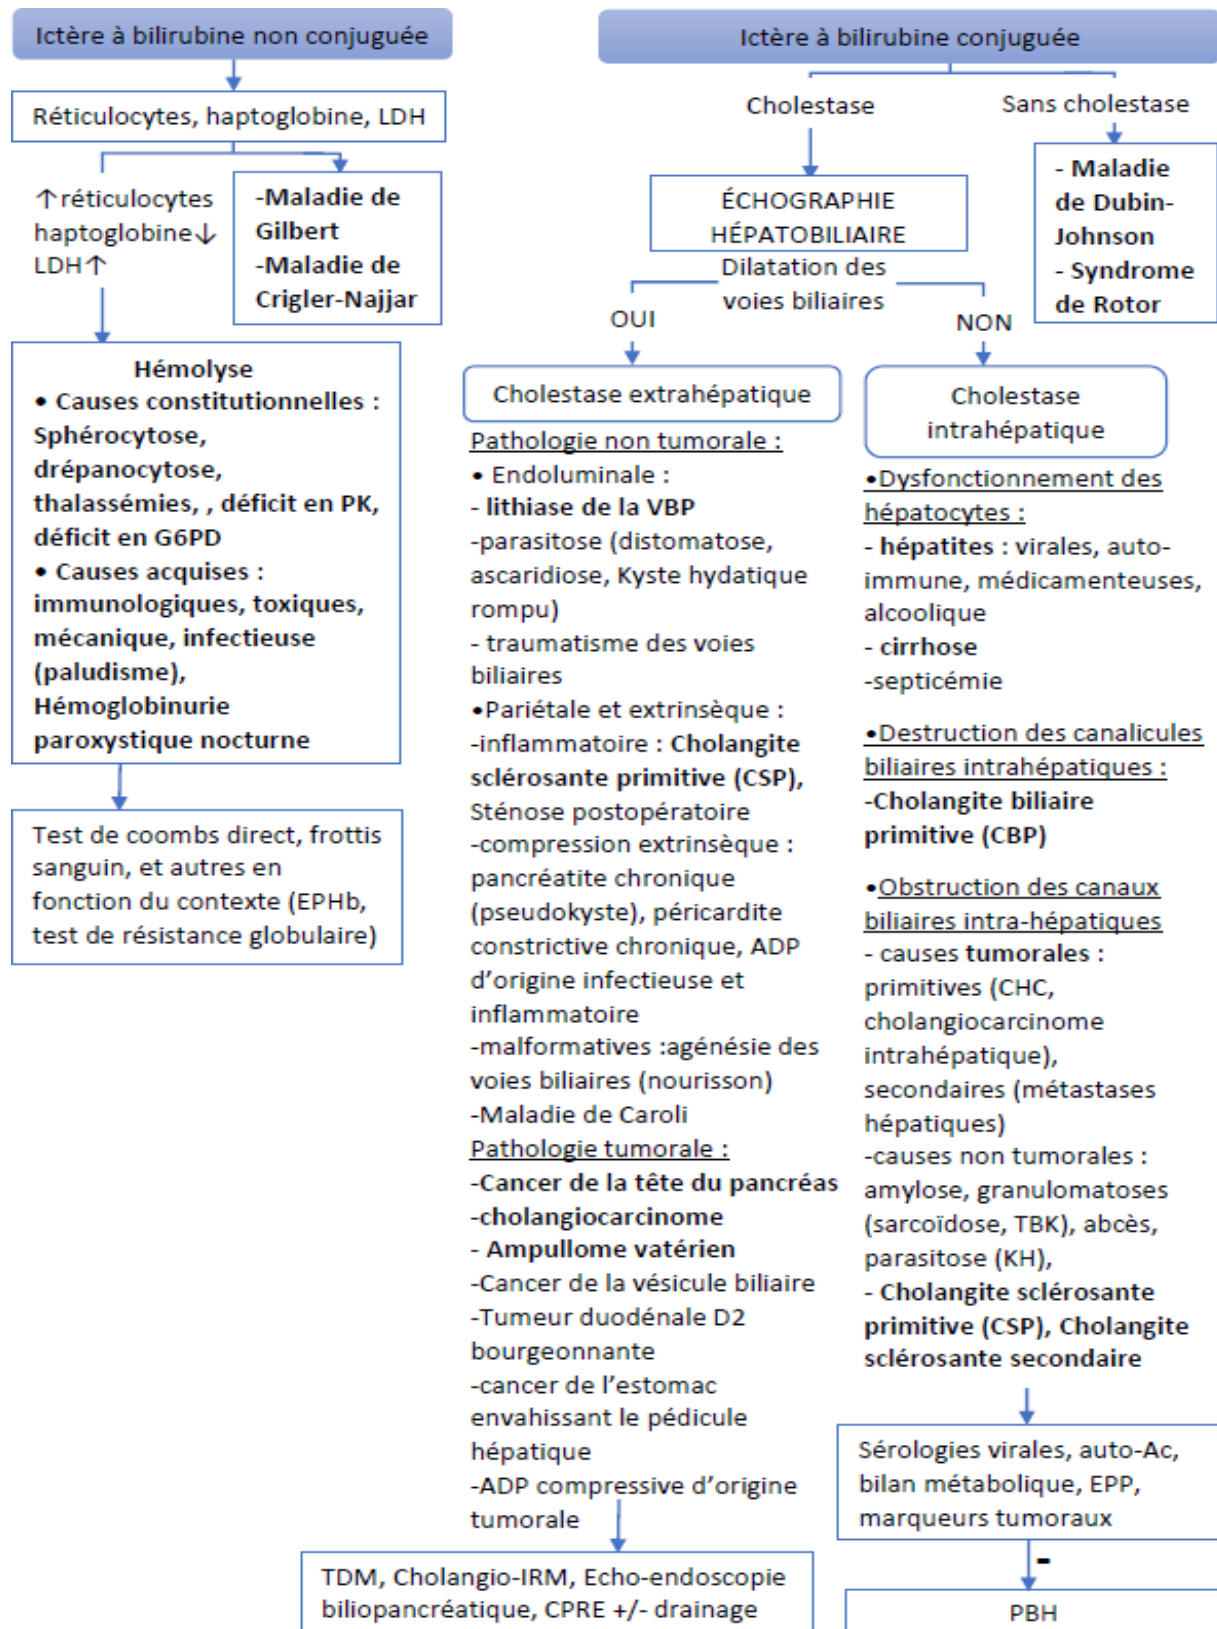 Ictère à bilirubine non conjuguée
Réticulocytes, haptoglobine, LDH
↑réticulocytes
haptoglobine↓
LDH↑
-Maladie de
Gilbert
-Maladie de
Crigler-Najjar
Hémolyse
• Causes constitutionnelles :
Sphérocytose,
drépanocytose,
thalassémies, , déficit en PK,
déficit en G6PD
• Causes acquises :
immunologiques, toxiques,
mécanique, infectieuse
(paludisme),
Hémoglobinurie
paroxystique nocturne
Test de coombs direct, frottis
sanguin, et autres en
fonction du contexte (EPHb,
test de résistance globulaire)
Ictère à bilirubine conjuguée
Cholestase
Sans cholestase
- Maladie
de Dubin-
Johnson
- Syndrome
de Rotor
ÉCHOGRAPHIE
HÉPATOBILIAIRE
Dilatation des
voies biliaires
OUI
NON
Cholestase extrahépatique
Pathologie non tumorale :
• Endoluminale :
- lithiase de la VBP
-parasitose (distomatose,
ascaridiose, Kyste hydatique
rompu)
- traumatisme des voies
biliaires
•Pariétale et extrinsèque :
-inflammatoire : Cholangite
sclérosante primitive (CSP),
Sténose postopératoire
-compression extrinsèque :
pancréatite chronique
(pseudokyste), péricardite
constrictive chronique, ADP
d'origine infectieuse et
inflammatoire
-malformatives :agénésie des
voies biliaires (nourisson)
-Maladie de Caroli
Pathologie tumorale :
-Cancer de la tête du pancréas
-cholangiocarcinome
- Ampullome vatérien
-Cancer de la vésicule biliaire
-Tumeur duodénale D2
bourgeonnante
-cancer de l'estomac
envahissant le pédicule
hépatique
-ADP compressive d'origine
tumorale
TDM, Cholangio-IRM, Echo-endoscopie
biliopancréatique, CPRE +/- drainage
Cholestase
intrahépatique
•Dysfonctionnement des
hépatocytes :
- hépatites : virales, auto-
immune, médicamenteuses,
alcoolique
- cirrhose
-septicémie
•Destruction des canalicules
biliaires intrahépatiques :
-Cholangite biliaire
primitive (CBP)
•Obstruction des canaux
biliaires intra-hépatiques
- causes tumorales :
primitives (CHC,
cholangiocarcinome
intrahépatique),
secondaires (métastases
hépatiques)
-causes non tumorales :
amylose, granulomatoses
(sarcoïdose, TBK), abcès,
parasitose (KH),
- Cholangite sclérosante
primitive (CSP), Cholangite
sclérosante secondaire
Sérologies virales, auto-Ac,
bilan métabolique, EPP,
marqueurs tumoraux
-
PBH